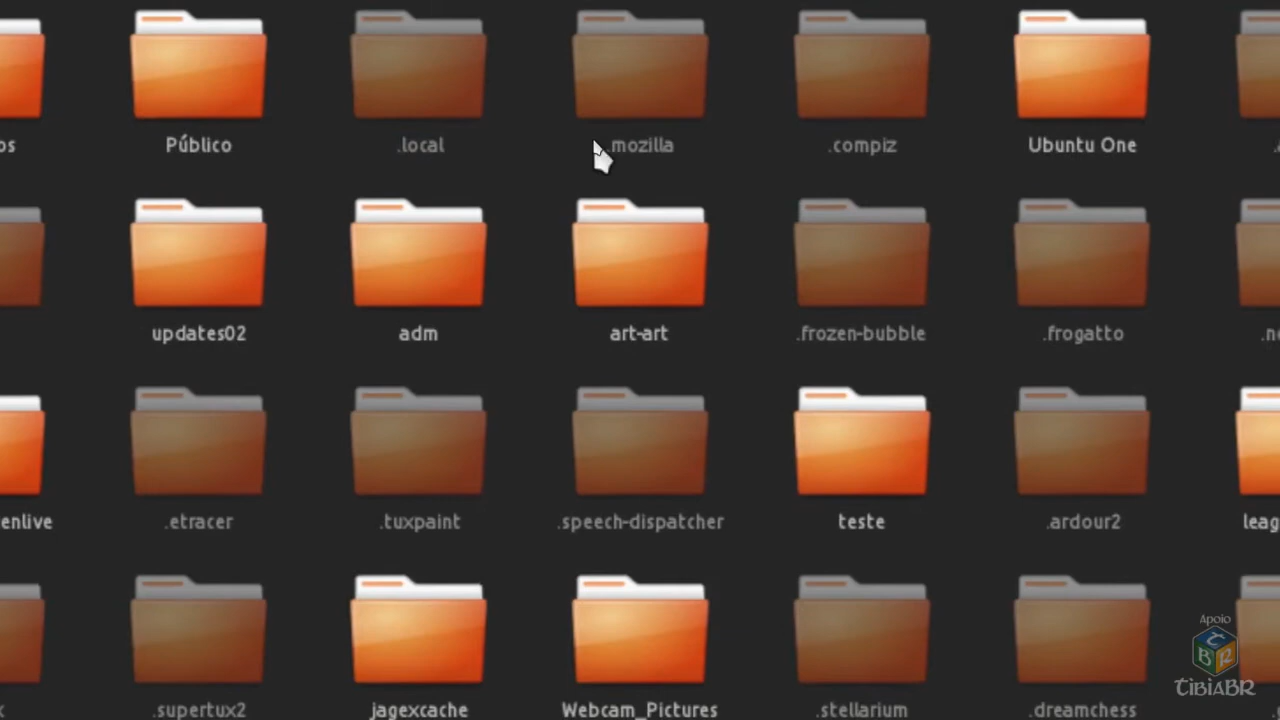 os
Público
.local
.mozilla
.compiz
Ubuntu One
updates02
adm
art-art
.frozen-bubble
.frogatto
.n
enlive
.etracer
.tuxpaint
.speech-dispatcher
teste
.ardour2
leag
.supertux2
jagexcache
Webcam_Pictures
.stellarium
.dreamchess
Apoio
TibiaBR